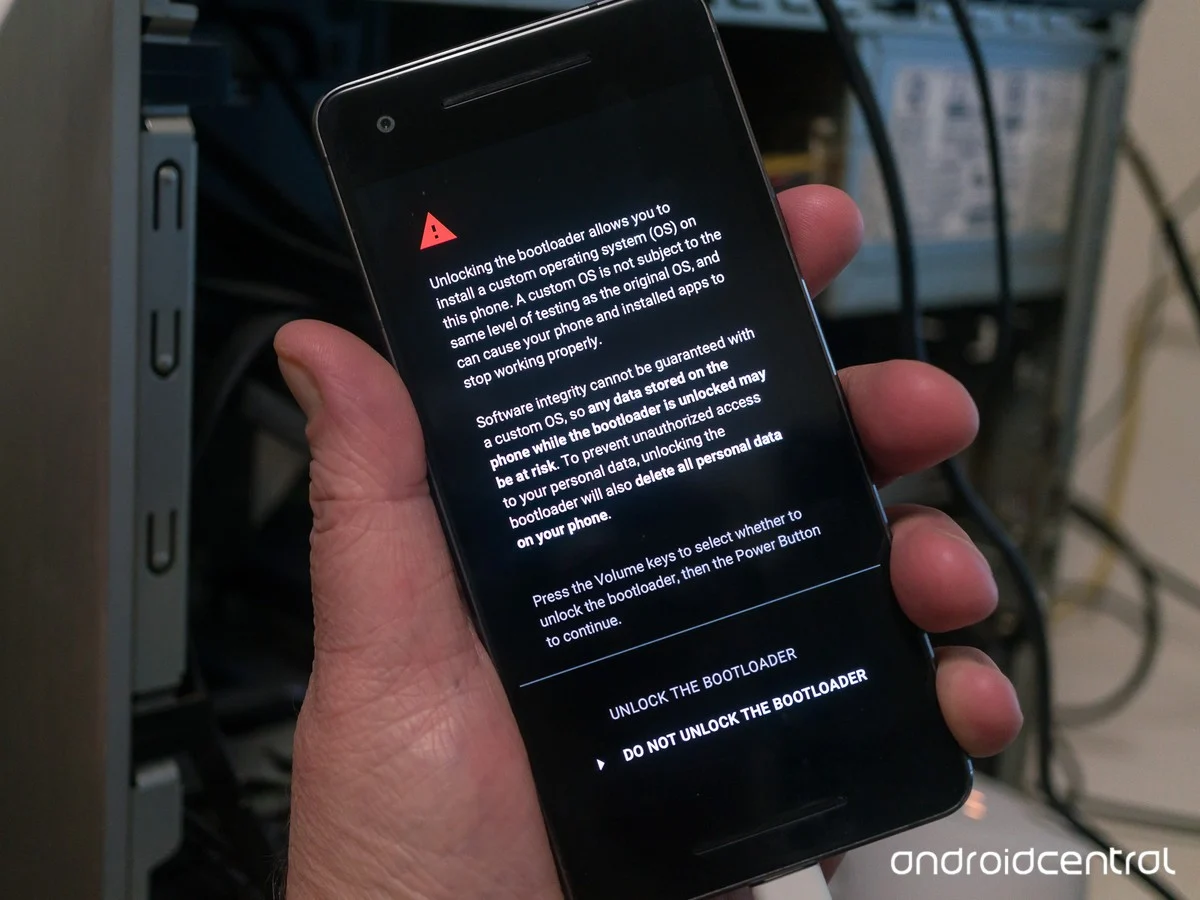 Unlocking the bootloader allows you to
install a custom operating system (OS) on
this phone. A custom OS is not subject to the
same level of testing as the original OS, and
can cause your phone and installed apps to
stop working properly.
Software integrity cannot be guaranteed with
a custom OS, so any data stored on the
phone while the bootloader is unlocked may
be at risk. To prevent unauthorized access
to your personal data, unlocking the
bootloader will also delete all personal data
on your phone.
Press the Volume keys to select whether to
unlock the bootloader, then the Power Button
to continue.
UNLOCK THE BOOTLOADER
DO NOT UNLOCK THE BOOTLOADER
androidcentral